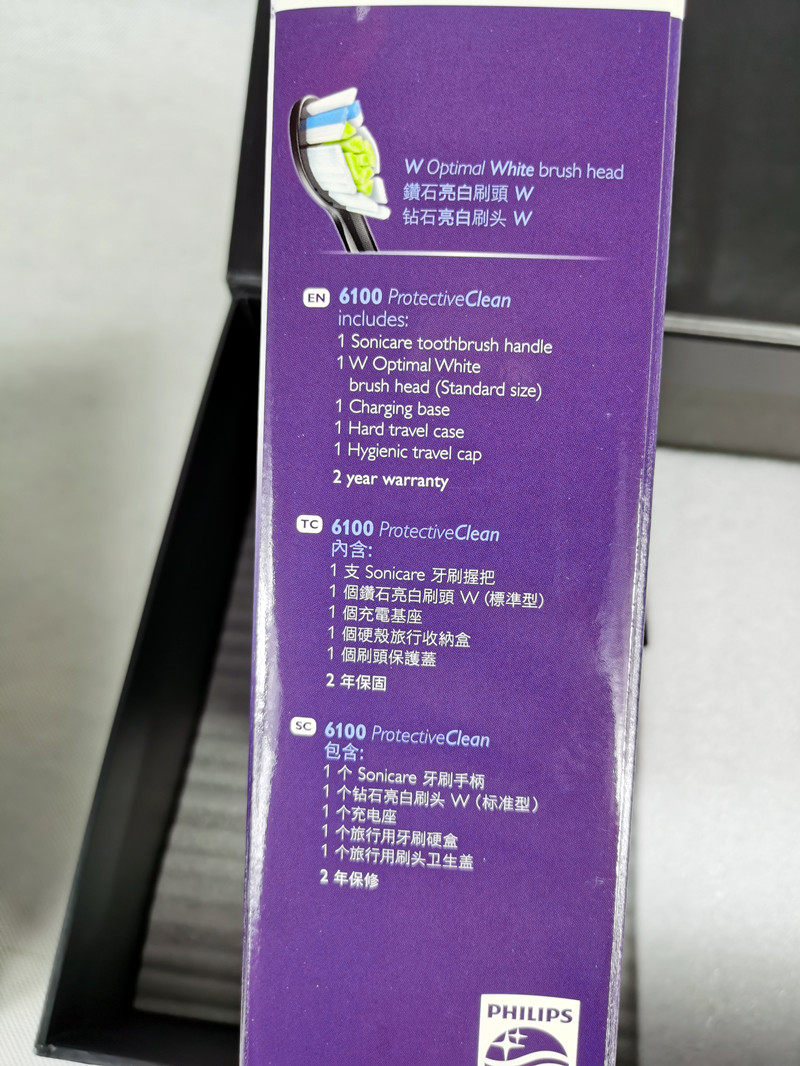 W Optimal White brush head
鑽石亮白刷頭 W
钻石亮白刷头 W
EN 6100 ProtectiveClean
includes:
1 Sonicare toothbrush handle
1 W Optimal White
brush head (Standard size)
1 Charging base
1 Hard travel case
1 Hygienic travel cap
2 year warranty
TC 6100 ProtectiveClean
內含:
1 支 Sonicare 牙刷握把
1 個鑽石亮白刷頭 W (標準型)
1 個充電基座
1 個硬殼旅行收納盒
1 個刷頭保護蓋
2 年保固
SC 6100 ProtectiveClean
包含:
1 个 Sonicare 牙刷手柄
1 个钻石亮白刷头 W (标准型)
1 个充电座
1 个旅行用牙刷硬盒
1 个旅行用刷头卫生盖
2 年保修
PHILIPS